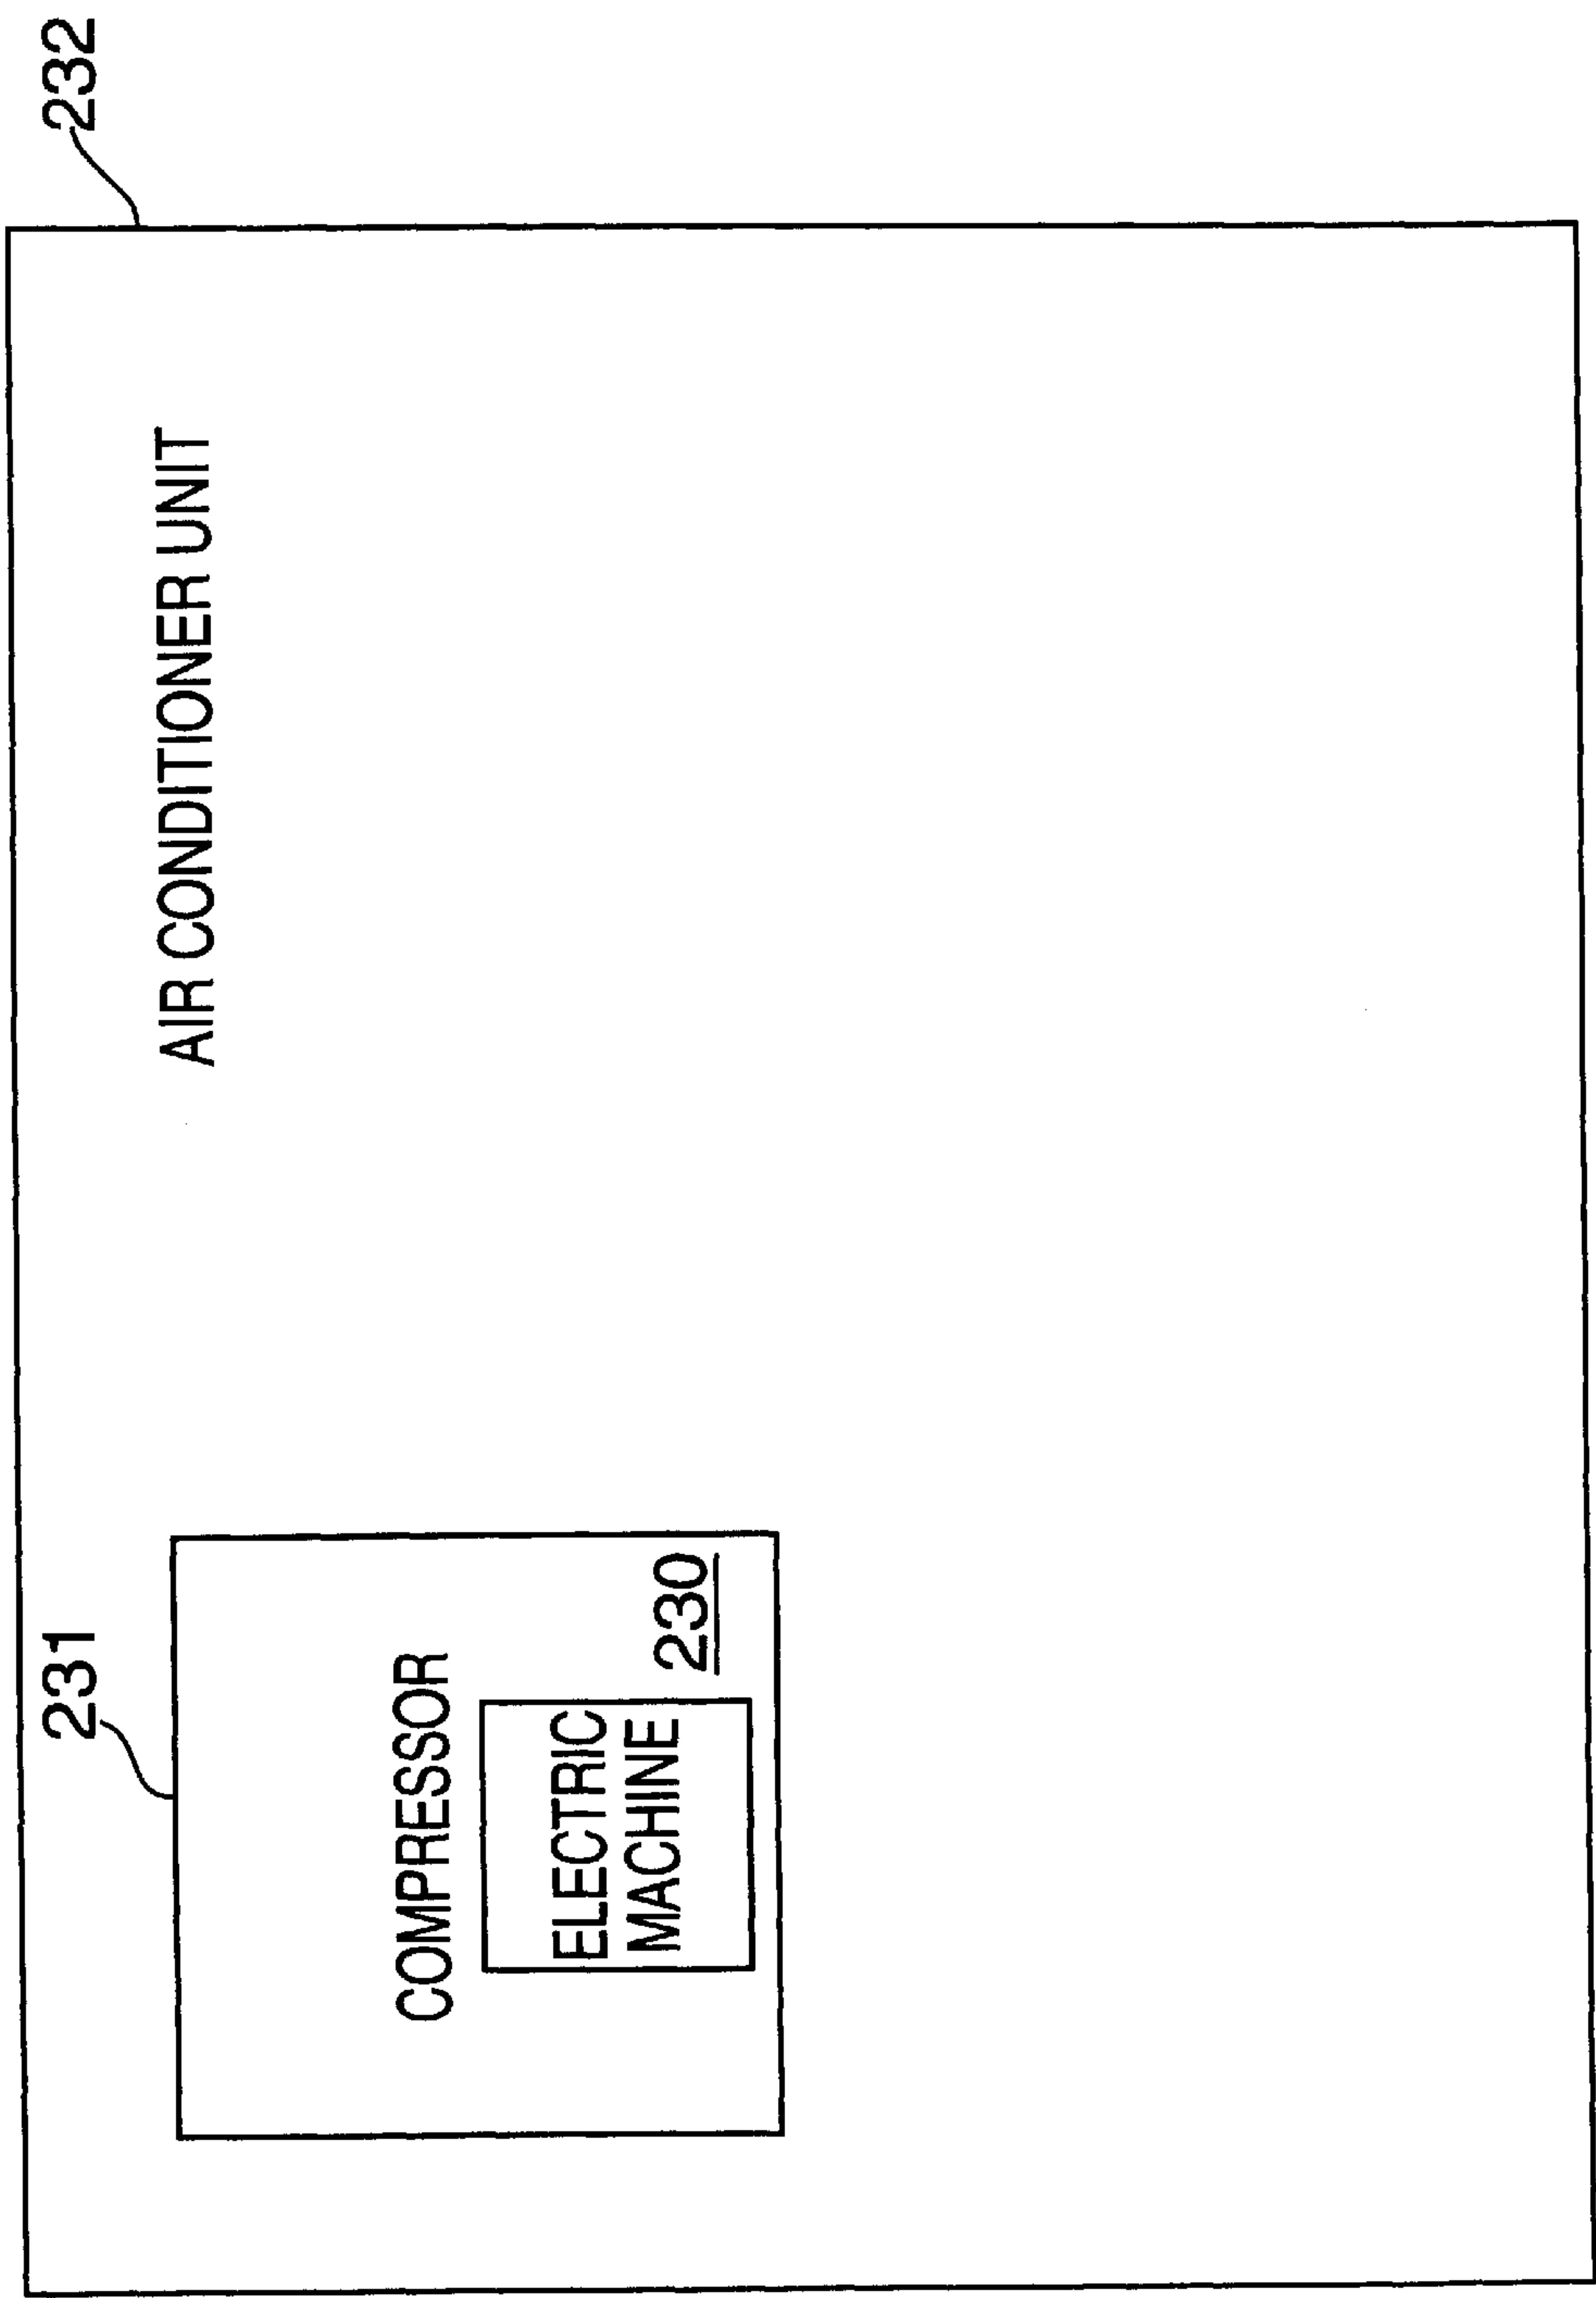 232
AIR CONDITIONER UNIT
231
COMPRESSOR
230
ELECTRIC
MACHINE